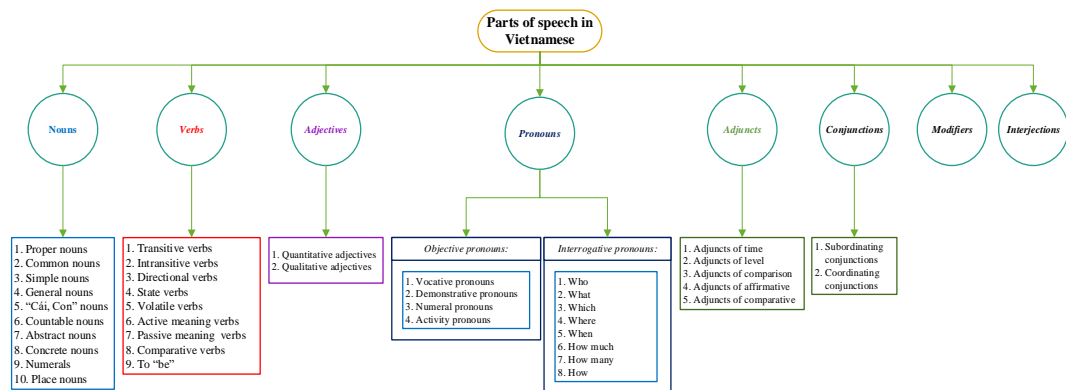 Parts of speech in
Vietnamese
Nouns
Verbs
Adjectives
Pronouns
Adjuncts
Conjunctions
Modifiers
Interjections
1. Proper nouns
2. Common nouns
3. Simple nouns
4. General nouns
5. “Cái, Con” nouns
6. Countable nouns
7. Abstract nouns
8. Concrete nouns
9. Numerals
10. Place nouns
1. Transitive verbs
2. Intransitive verbs
3. Directional verbs
4. State verbs
5. Volatile verbs
6. Active meaning verbs
7. Passive meaning verbs
8. Comparative verbs
9. To “be”
1. Quantitative adjectives
2. Qualitative adjectives
Objective pronouns:
1. Vocative pronouns
2. Demonstrative pronouns
3. Numeral pronouns
4. Activity pronouns
Interrogative pronouns:
1. Who
2. What
3. Which
4. Where
5. When
6. How much
7. How many
8. How
1. Adjuncts of time
2. Adjuncts of level
3. Adjuncts of comparison
4. Adjuncts of affirmative
5. Adjuncts of comparative
1. Subordinating
conjunctions
2. Coordinating
conjunctions